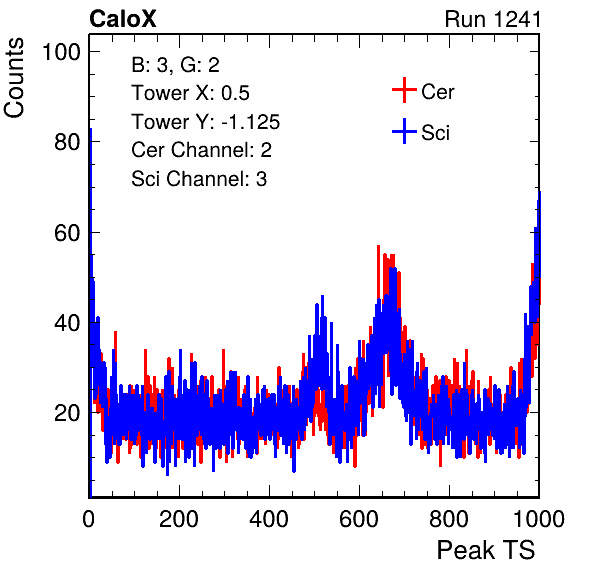 CaloX
Run 1241
Counts
100
80
60
40
20
B: 3, G: 2
Tower X: 0.5
Tower Y: -1.125
Cer Channel: 2
Sci Channel: 3
Cer
Sci
0 200 400 600 800 1000
Peak TS